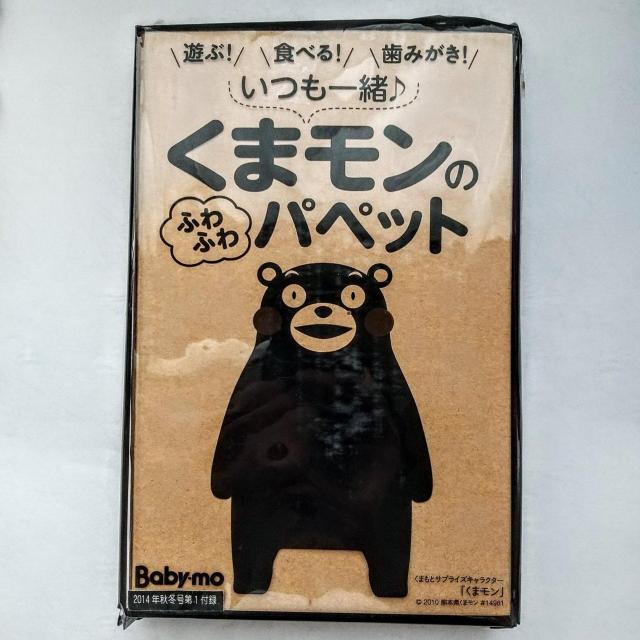 遊ぶ! 食べる! 歯みがき!
いつも一緒♪
くまモンの
ふわふわ
パペット
Baby-mo
2014年秋冬号第1付録
くまもとサプライズキャラクター
「くまモン」
© 2010 熊本県くまモン #14981